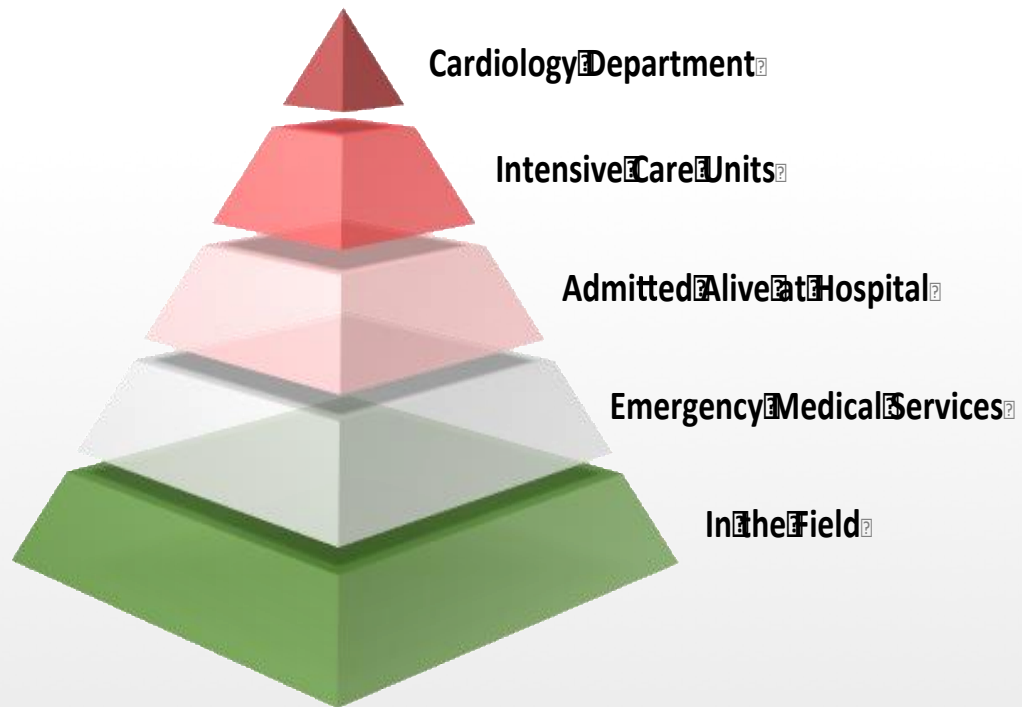 Cardiology Department
Intensive Care Units
Admitted Alive at Hospital
Emergency Medical Services
In the Field